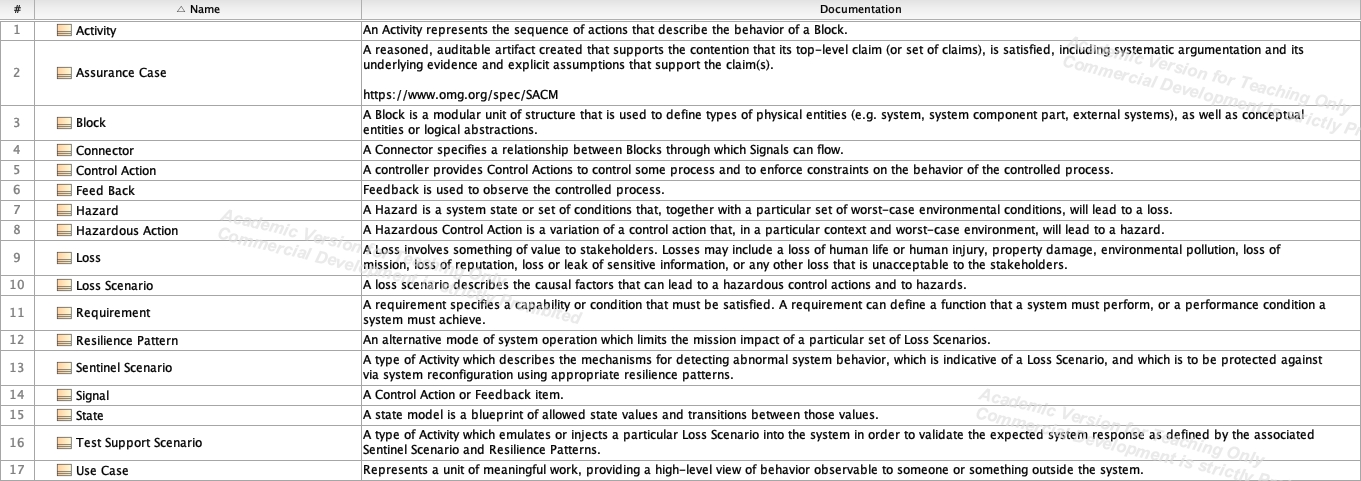 # △ Name Documentation
1 Activity An Activity represents the sequence of actions that describe the behavior of a Block.
2 Assurance Case A reasoned, auditable artifact created that supports the contention that its top-level claim (or set of claims), is satisfied, including systematic argumentation and its
underlying evidence and explicit assumptions that support the claim(s).
https://www.omg.org/spec/SACM
3 Block A Block is a modular unit of structure that is used to define types of physical entities (e.g. system, system component part, external systems), as well as conceptual
entities or logical abstractions.
4 Connector A Connector specifies a relationship between Blocks through which Signals can flow.
5 Control Action A controller provides Control Actions to control some process and to enforce constraints on the behavior of the controlled process.
6 Feed Back Feedback is used to observe the controlled process.
7 Hazard A Hazard is a system state or set of conditions that, together with a particular set of worst-case environmental conditions, will lead to a loss.
8 Hazardous Action A Hazardous Control Action is a variation of a control action that, in a particular context and worst-case environment, will lead to a hazard.
9 Loss A Loss involves something of value to stakeholders. Losses may include a loss of human life or human injury, property damage, environmental pollution, loss of
mission, loss of reputation, loss or leak of sensitive information, or any other loss that is unacceptable to the stakeholders.
10 Loss Scenario A loss scenario describes the causal factors that can lead to a hazardous control actions and to hazards.
11 Requirement A requirement specifies a capability or condition that must be satisfied. A requirement can define a function that a system must perform, or a performance condition a
system must achieve.
12 Resilience Pattern An alternative mode of system operation which limits the mission impact of a particular set of Loss Scenarios.
13 Sentinel Scenario A type of Activity which describes the mechanisms for detecting abnormal system behavior, which is indicative of a Loss Scenario, and which is to be protected against
via system reconfiguration using appropriate resilience patterns.
14 Signal A Control Action or Feedback item.
15 State A state model is a blueprint of allowed state values and transitions between those values.
16 Test Support Scenario A type of Activity which emulates or injects a particular Loss Scenario into the system in order to validate the expected system response as defined by the associated
Sentinel Scenario and Resilience Patterns.
17 Use Case Represents a unit of meaningful work, providing a high-level view of behavior observable to someone or something outside the system.
Academic Version for Teaching Only
Commercial Development is strictly
Academic Version for Teaching Only
Commercial Development is strictly Prohibited
Academic Version for Teaching Only
Commercial Development is strictly